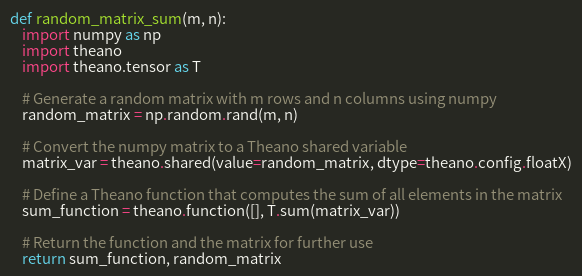 def random_matrix_sum(m, n):
    import numpy as np
    import theano
    import theano.tensor as T

    # Generate a random matrix with m rows and n columns using numpy
    random_matrix = np.random.rand(m, n)

    # Convert the numpy matrix to a Theano shared variable
    matrix_var = theano.shared(value=random_matrix, dtype=theano.config.floatX)

    # Define a Theano function that computes the sum of all elements in the matrix
    sum_function = theano.function([], T.sum(matrix_var))

    # Return the function and the matrix for further use
    return sum_function, random_matrix